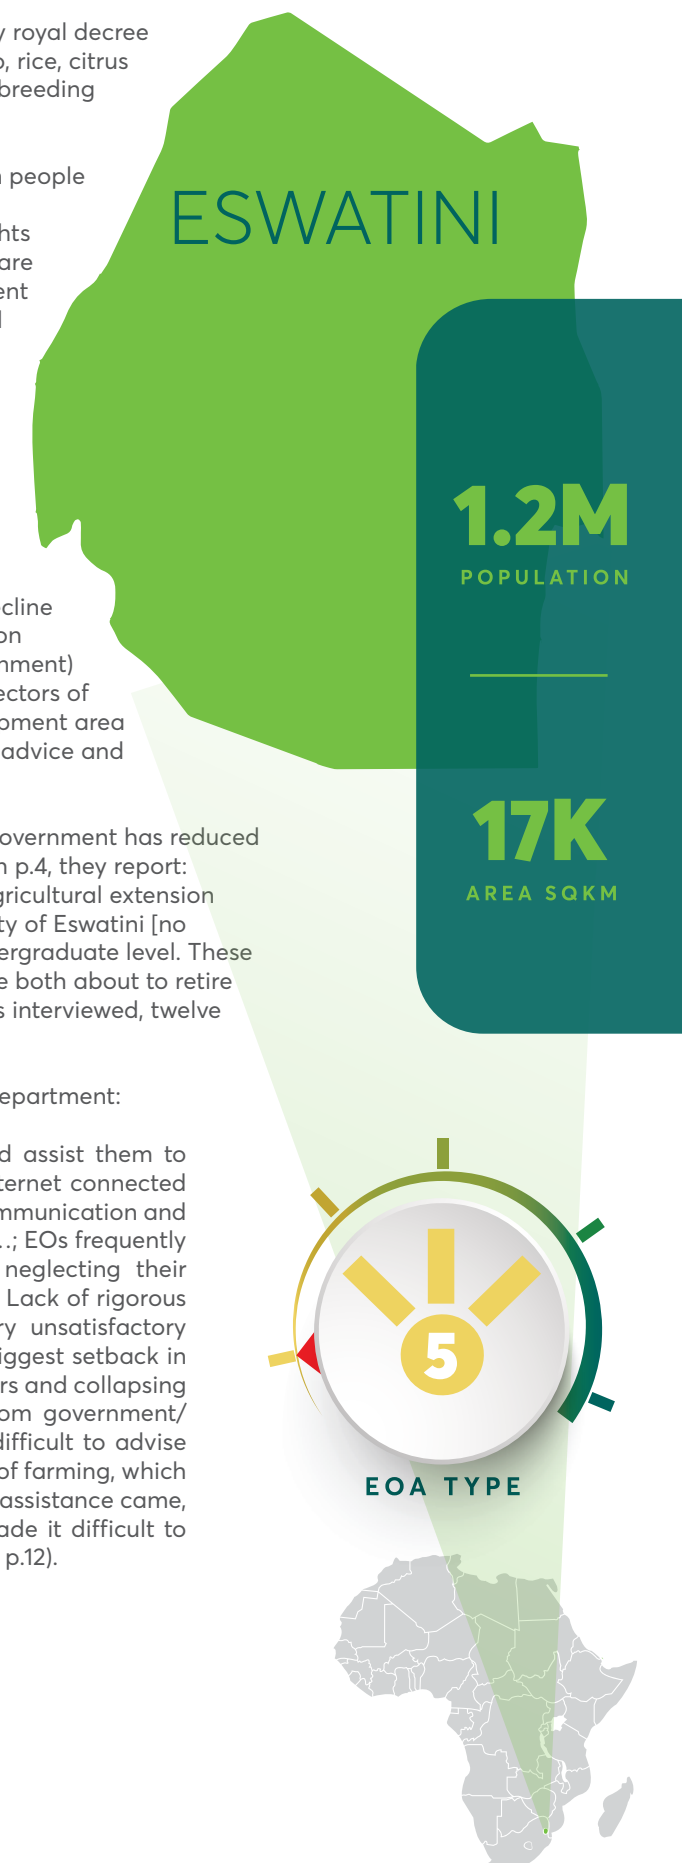 y royal decree
, rice, citrus
breeding
people
ESWATINI
hts
are
ent
1.2M
POPULATION
cline
on
nment)
ectors of
pment area
advice and
17K
AREA SQKM
overnment has reduced
n p.4, they report:
gricultural extension
ty of Eswatini [no
ergraduate level. These
e both about to retire
s interviewed, twelve
epartment:
d assist them to
ternet connected
mmunication and
..; EOs frequently
neglecting their
Lack of rigorous
ry unsatisfactory
iggest setback in
rs and collapsing
om government/
difficult to advise
of farming, which
assistance came,
ade it difficult to
p.12).
5
EOA TYPE